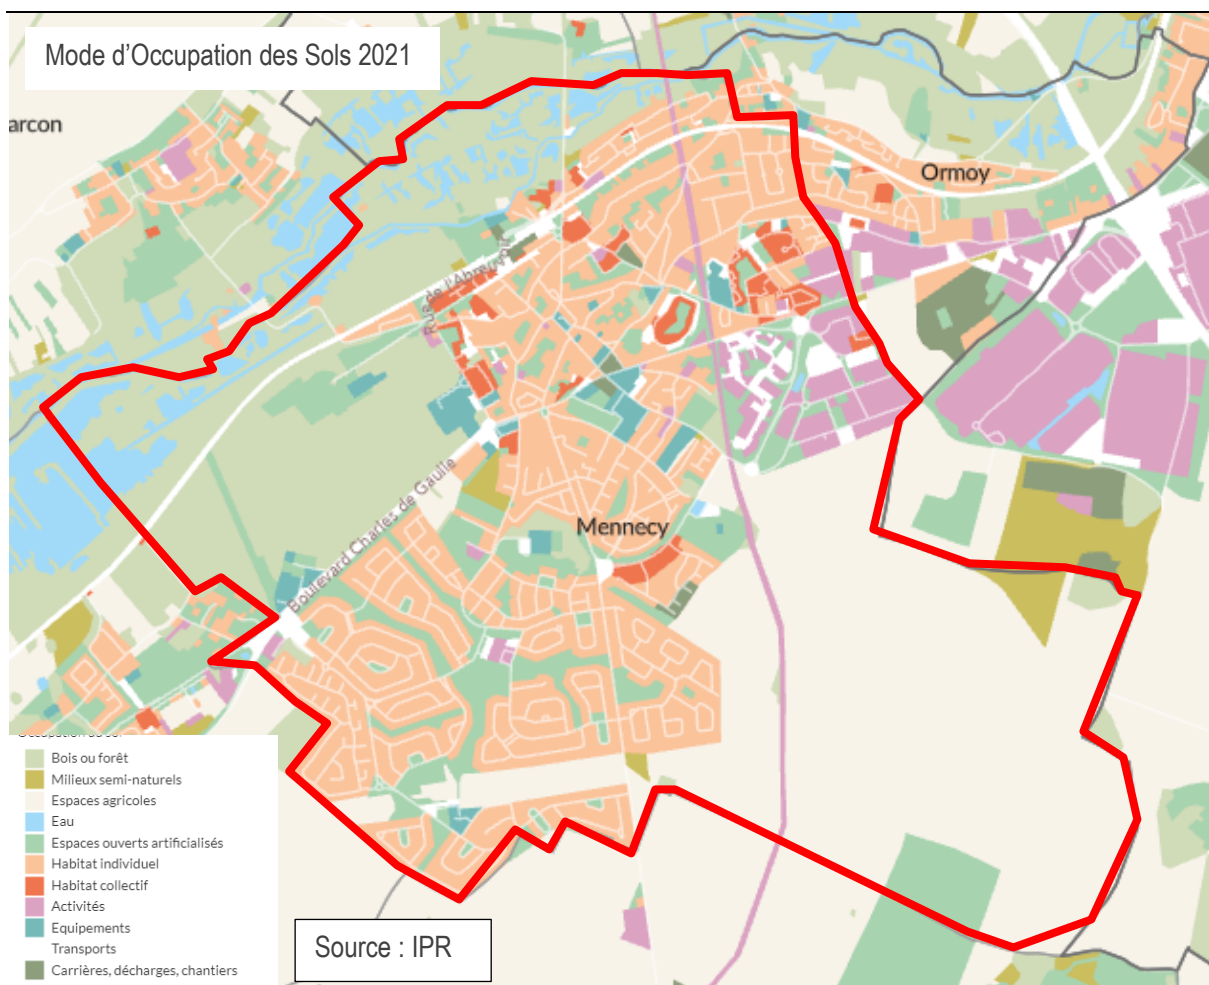 Mode d'Occupation des Sols 2021
arcon
Ormoy
Rue de l'Abreuvoir
Boulevard Charles de Gaulle
Mennecy
Bois ou forêt
Milieux semi-naturels
Espaces agricoles
Eau
Espaces ouverts artificialisés
Habitat individuel
Habitat collectif
Activités
Equipements
Transports
Carrières, décharges, chantiers
Source : IPR